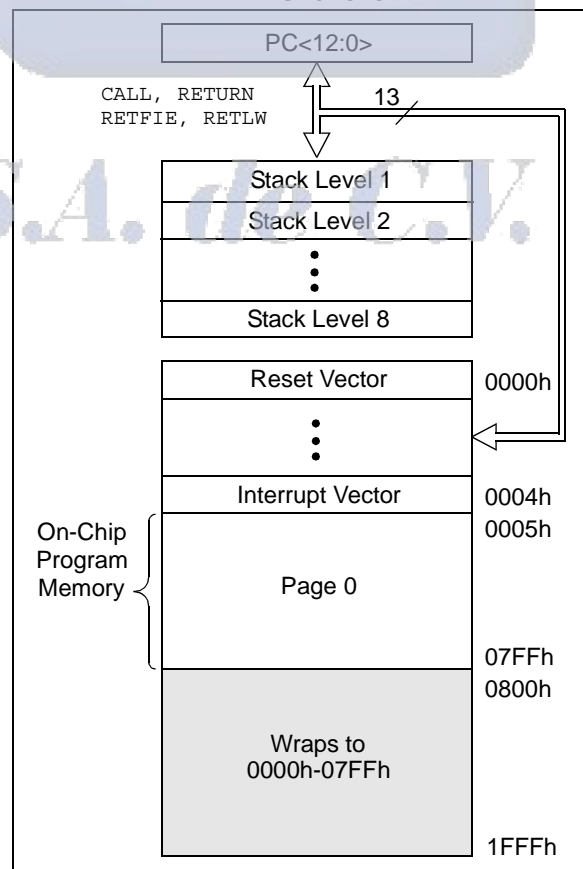 PC<12:0>
CALL, RETURN
RETFIE, RETLW
13
S.A. de C.V.
Stack Level 1
Stack Level 2
Stack Level 8
Reset Vector
0000h
Interrupt Vector
0004h
On-Chip
Program
Memory
0005h
Page 0
07FFh
0800h
Wraps to
0000h-07FFh
1FFFh